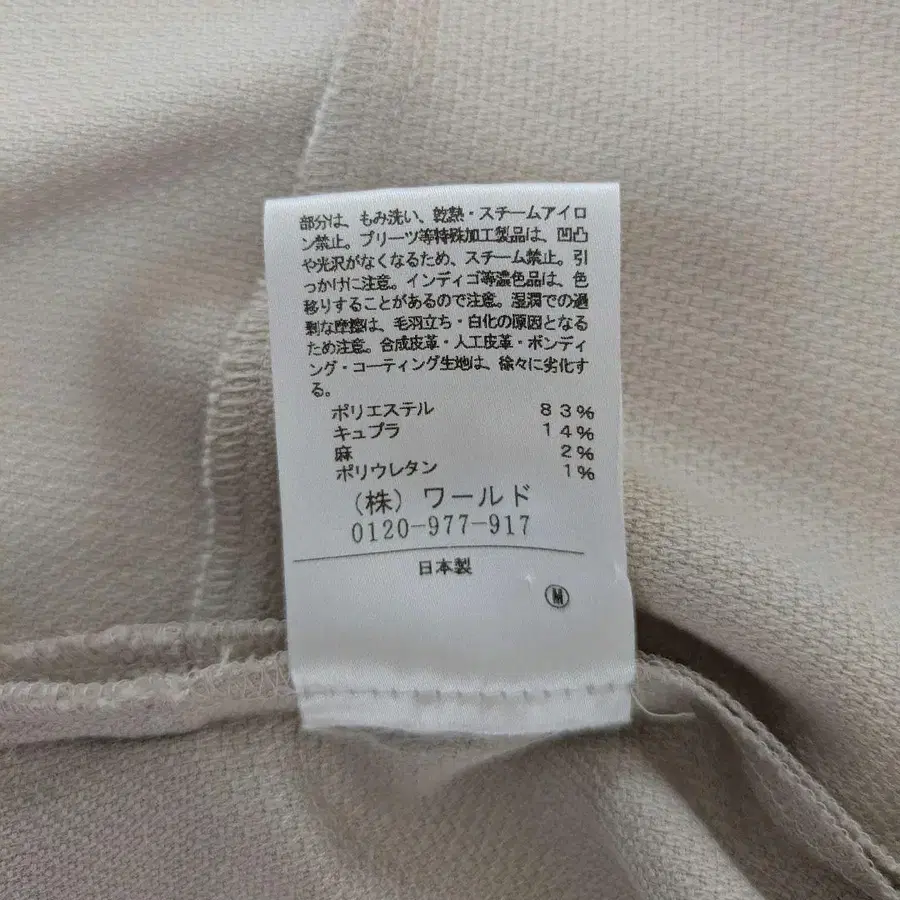 部分は、もみ洗い、乾熱・スチームアイロ
ン禁止。プリーツ等特殊加工製品は、凹凸
や光沢がなくなるため、スチーム禁止。引
っかけに注意。インディゴ等濃色品は、色
移りすることがあるので注意。湿潤での過
剰な摩擦は、毛羽立ち・白化の原因となる
ため注意。合成皮革・人工皮革・ボンディ
ング・コーティング生地は、徐々に劣化す
る。
ポリエステル 83%
キュプラ 14%
麻 2%
ポリウレタン 1%
(株) ワールド
0120-977-917
日本製
M